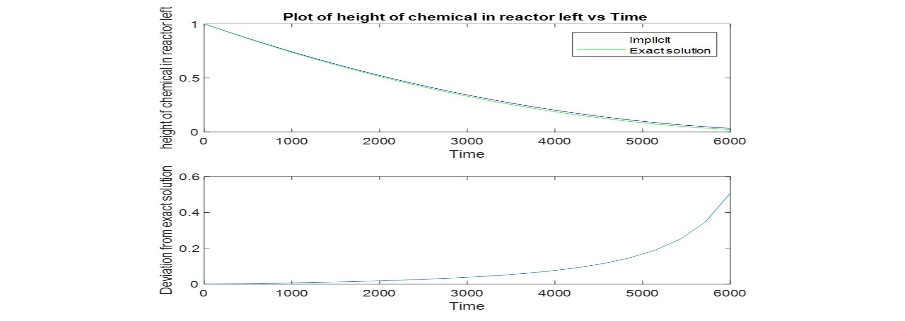 Plot of height of chemical in reactor left vs Time
height of chemical in reactor left
1
0.5
0
Implicit
Exact solution
0 1000 2000 3000 4000 5000 6000
Time
Deviation from exact solution
0.6
0.4
0.2
0
0 1000 2000 3000 4000 5000 6000
Time